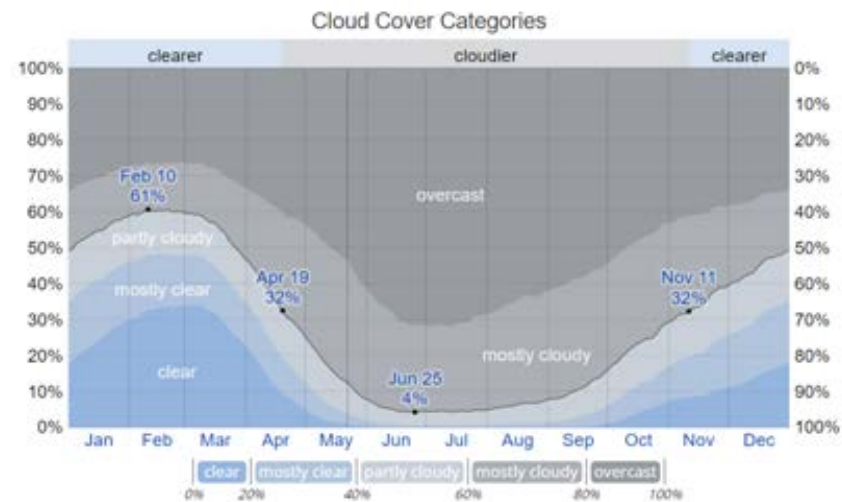 Cloud Cover Categories
clearer cloudier clearer
100% 0%
90% 10%
80% 20%
70% 30%
60% 40%
50% 50%
40% 60%
30% 70%
20% 80%
10% 90%
0% 100%
Feb 10
61%
overcast
partly cloudy
mostly clear
Apr 19
32%
Nov 11
32%
clear
mostly cloudy
Jun 25
4%
Jan Feb Mar Apr May Jun Jul Aug Sep Oct Nov Dec
clear mostly clear partly cloudy mostly cloudy overcast
0% 20% 40% 60% 80% 100%